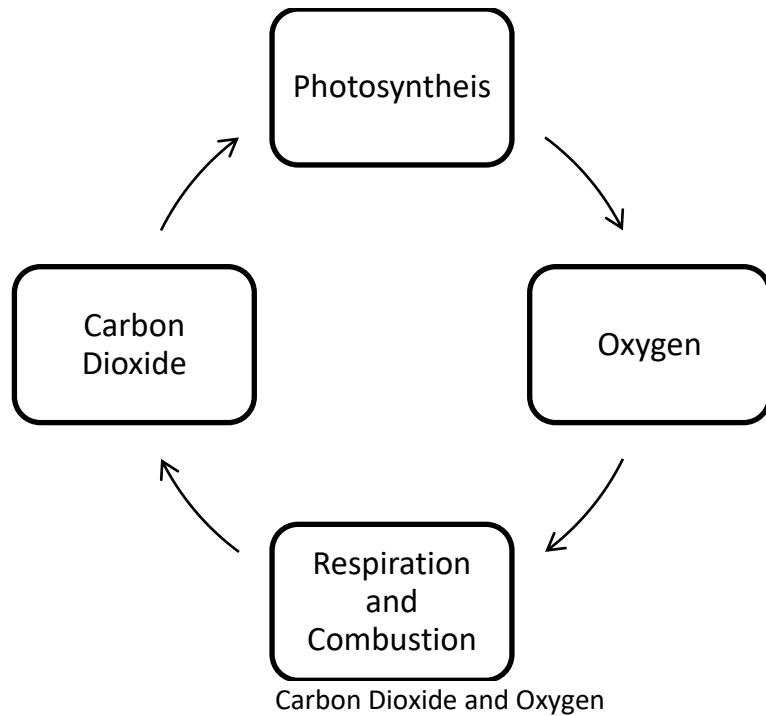 Photosyntheis
Carbon
Dioxide
Oxygen
Respiration
and
Combustion
Carbon Dioxide and Oxygen